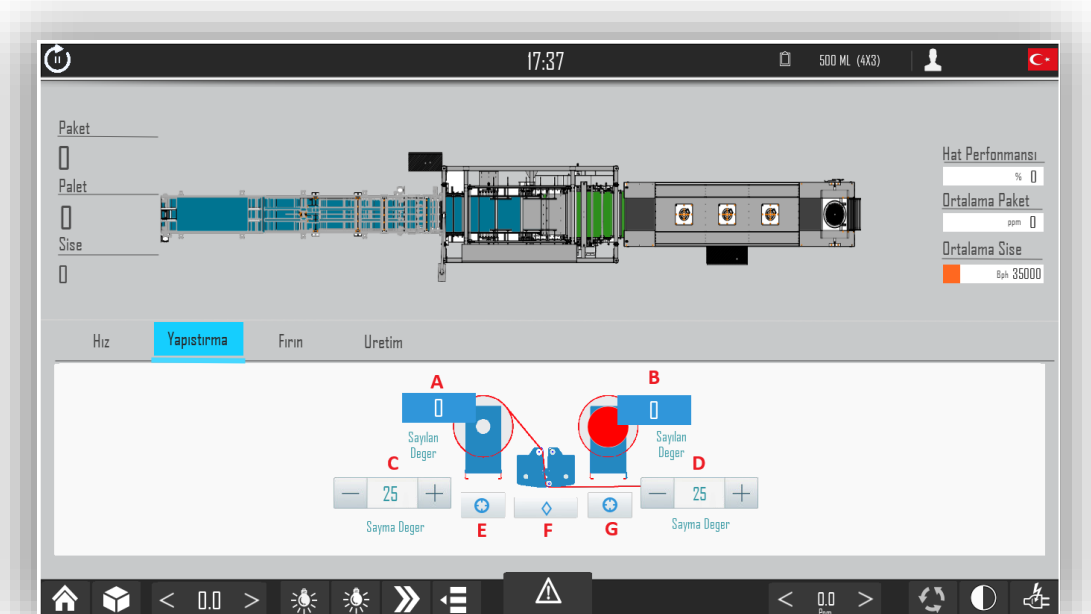 17:37
500 ML (4X3)
Paket
0
Palet
0
Sise
0
Hat Perfonmansı
% 0
Ortalama Paket
ppm 0
Ortalama Sise
Bph 35000
Hız
Yapıstırma
Fırın
Uretim
A
B
0
0
Sayılan
Deger
Sayılan
Deger
C
D
25
25
Sayma Deger
Sayma Deger
E
F
G
< 0.0 >
< 0.0 >
Ppm